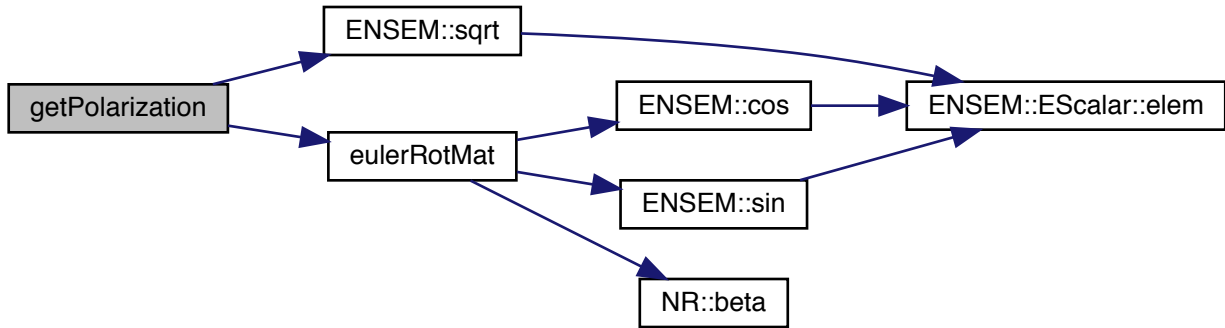 getPolarization
ENSEM::sqrt
eulerRotMat
ENSEM::cos
ENSEM::sin
NR::beta
ENSEM::EScalar::elem